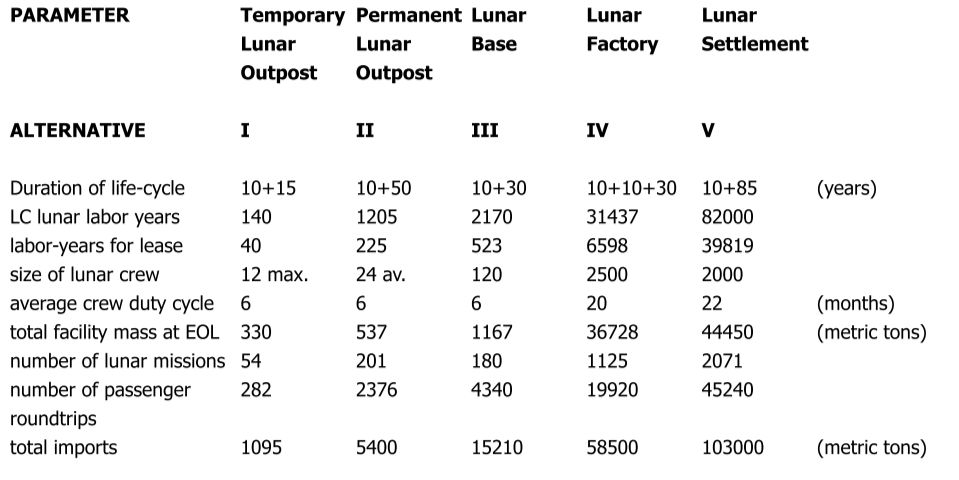 PARAMETER Temporary Permanent Lunar Lunar Lunar
Lunar Lunar Base Factory Settlement
Outpost Outpost
ALTERNATIVE I II III IV V
Duration of life-cycle 10+15 10+50 10+30 10+10+30 10+85 (years)
LC lunar labor years 140 1205 2170 31437 82000
labor-years for lease 40 225 523 6598 39819
size of lunar crew 12 max. 24 av. 120 2500 2000
average crew duty cycle 6 6 6 20 22 (months)
total facility mass at EOL 330 537 1167 36728 44450 (metric tons)
number of lunar missions 54 201 180 1125 2071
number of passenger 282 2376 4340 19920 45240
roundtrips
total imports 1095 5400 15210 58500 103000 (metric tons)